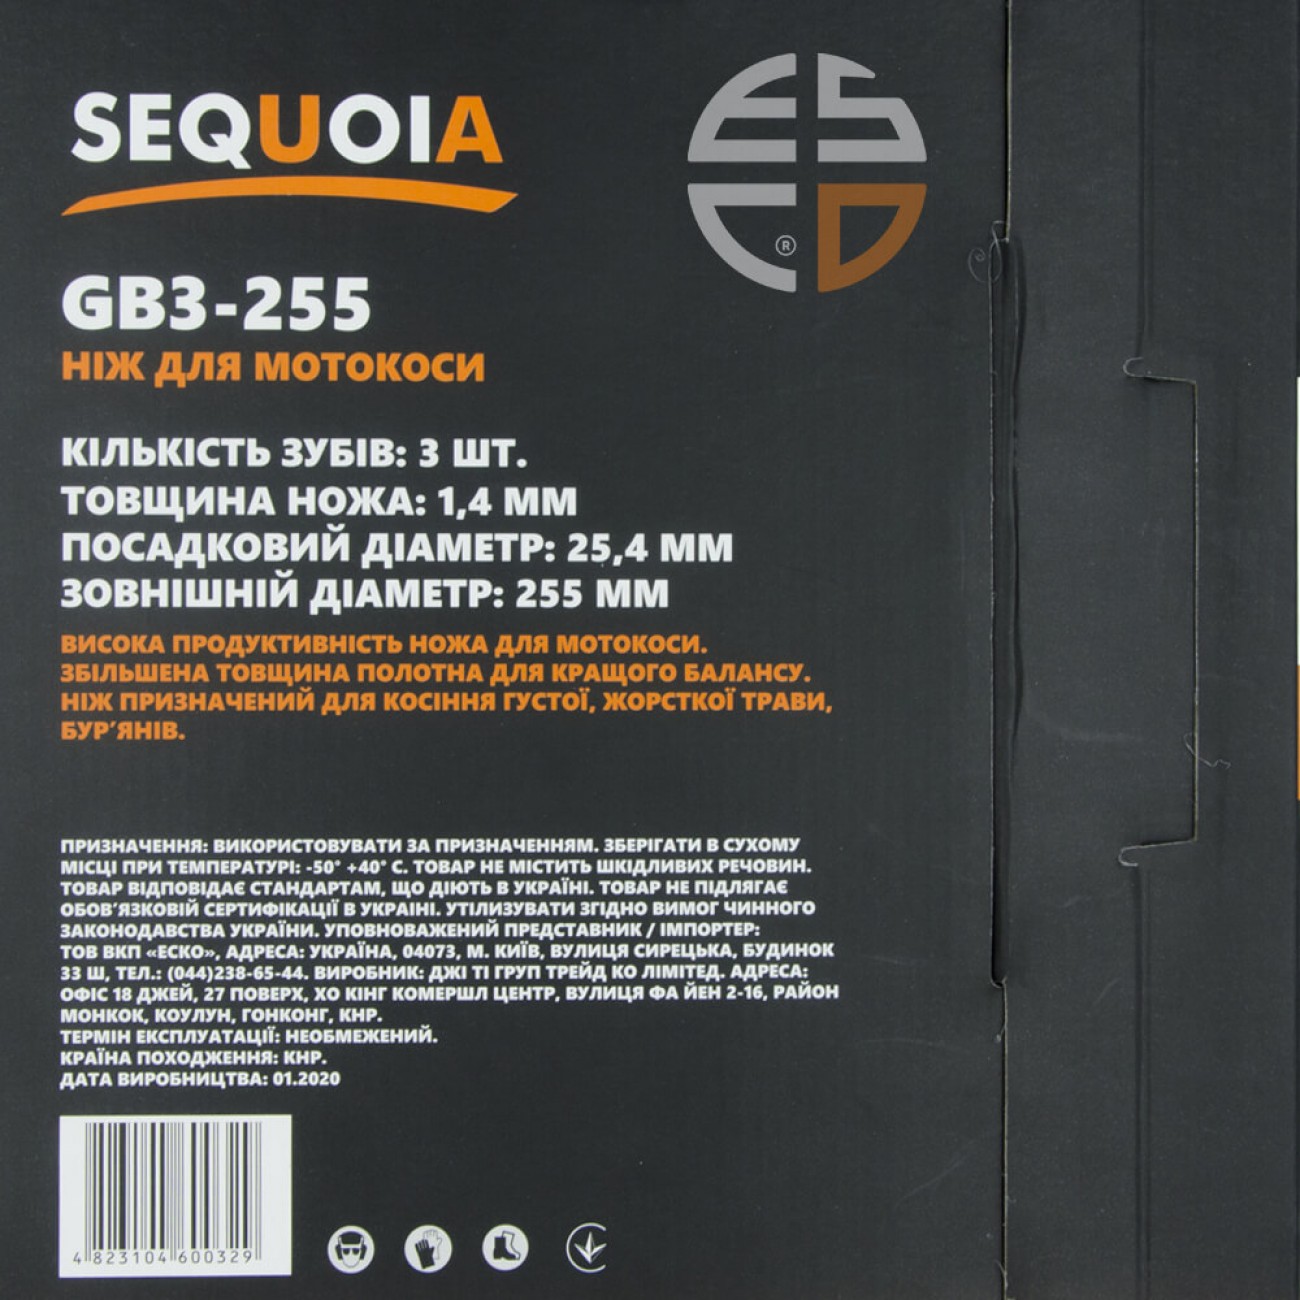 SEQUOIA
ESCO
®
GB3-255
НІЖ ДЛЯ МОТОКОСИ
КІЛЬКІСТЬ ЗУБІВ: 3 ШТ.
ТОВЩИНА НОЖА: 1,4 ММ
ПОСАДКОВИЙ ДІАМЕТР: 25,4 ММ
ЗОВНІШНІЙ ДІАМЕТР: 255 ММ
ВИСОКА ПРОДУКТИВНІСТЬ НОЖА ДЛЯ МОТОКОСИ.
ЗБІЛЬШЕНА ТОВЩИНА ПОЛОТНА ДЛЯ КРАЩОГО БАЛАНСУ.
НІЖ ПРИЗНАЧЕНИЙ ДЛЯ КОСІННЯ ГУСТОЇ, ЖОРСТКОЇ ТРАВИ,
БУР'ЯНІВ.
ПРИЗНАЧЕННЯ: ВИКОРИСТОВУВАТИ ЗА ПРИЗНАЧЕННЯМ. ЗБЕРІГАТИ В СУХОМУ
МІСЦІ ПРИ ТЕМПЕРАТУРІ: -50° +40° С. ТОВАР НЕ МІСТИТЬ ШКІДЛИВИХ РЕЧОВИН.
ТОВАР ВІДПОВІДАЄ СТАНДАРТАМ, ЩО ДІЮТЬ В УКРАЇНІ. ТОВАР НЕ ПІДЛЯГАЄ
ОБОВ'ЯЗКОВІЙ СЕРТИФІКАЦІЇ В УКРАІНІ. УТІЛИЗУВАТИ ЗГІДНО ВИМОГ ЧИННОГО
ЗАКОНОДАВСТВА УКРАЇНИ. УПОВНОВАЖЕНИЙ ПРЕДСТАВНИК / ІМПОРТЕР:
ТОВ ВКП «ЕСКО», АДРЕСА: УКРАЇНА, 04073, М. КИЇВ, ВУЛИЦЯ СИРЕЦЬКА, БУДИНОК
33 Ш, ТЕЛ.: (044)238-65-44. ВИРОБНИК: ДЖІ ТІ ГРУП ТРЕЙД КО ЛІМІТЕД. АДРЕСА:
ОФІС 18 ДЖЕЙ, 27 ПОВЕРХ, ХО КІНГ КОМЕРШЛ ЦЕНТР, ВУЛИЦЯ ФА ЙЕН 2-16, РАЙОН
МОНКОК, КОУЛУН, ГОНКОНГ, КНР.
ТЕРМІН ЕКСПЛУАТАЦІЇ: НЕОБМЕЖЕНИЙ.
КРАЇНА ПОХОДЖЕННЯ: КНР.
ДАТА ВИРОБНИЦТВА: 01.2020
4 823104 600329